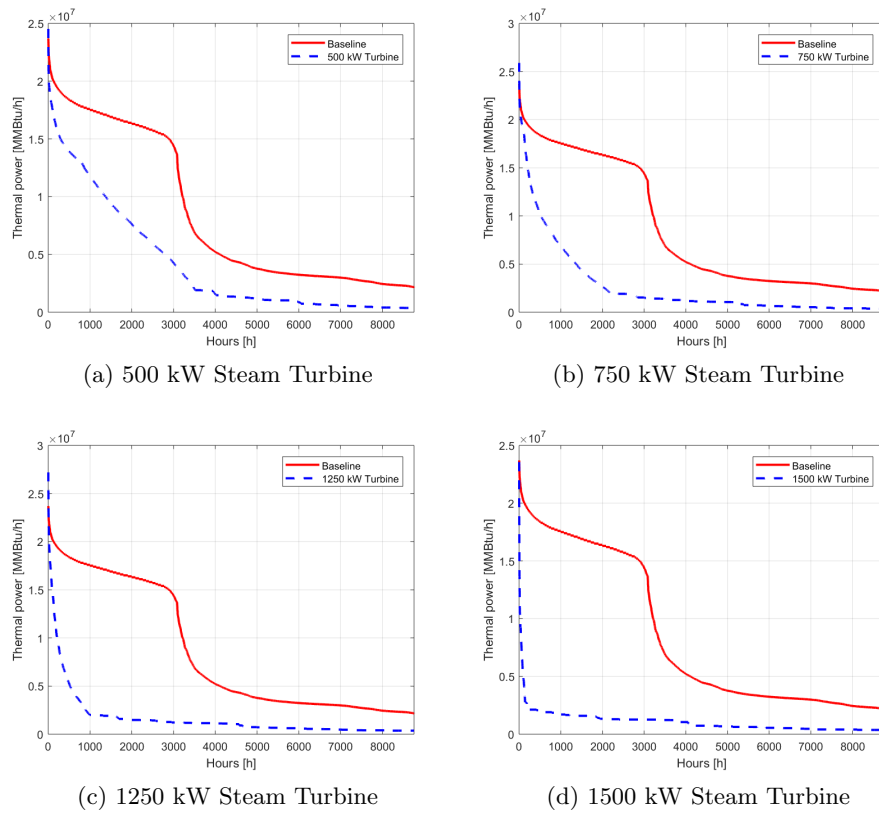 ×10^7
2.5
2
1.5
1
0.5
0
Thermal power [MMBtu/h]
Baseline
500 kW Turbine
0 1000 2000 3000 4000 5000 6000 7000 8000
Hours [h]
(a) 500 kW Steam Turbine
×10^7
3
2.5
2
1.5
1
0.5
0
Thermal power [MMBtu/h]
Baseline
750 kW Turbine
0 1000 2000 3000 4000 5000 6000 7000 8000
Hours [h]
(b) 750 kW Steam Turbine
×10^7
3
2.5
2
1.5
1
0.5
0
Thermal power [MMBtu/h]
Baseline
1250 kW Turbine
0 1000 2000 3000 4000 5000 6000 7000 8000
Hours [h]
(c) 1250 kW Steam Turbine
×10^7
2.5
2
1.5
1
0.5
0
Thermal power [MMBtu/h]
Baseline
1500 kW Turbine
0 1000 2000 3000 4000 5000 6000 7000 8000
Hours [h]
(d) 1500 kW Steam Turbine